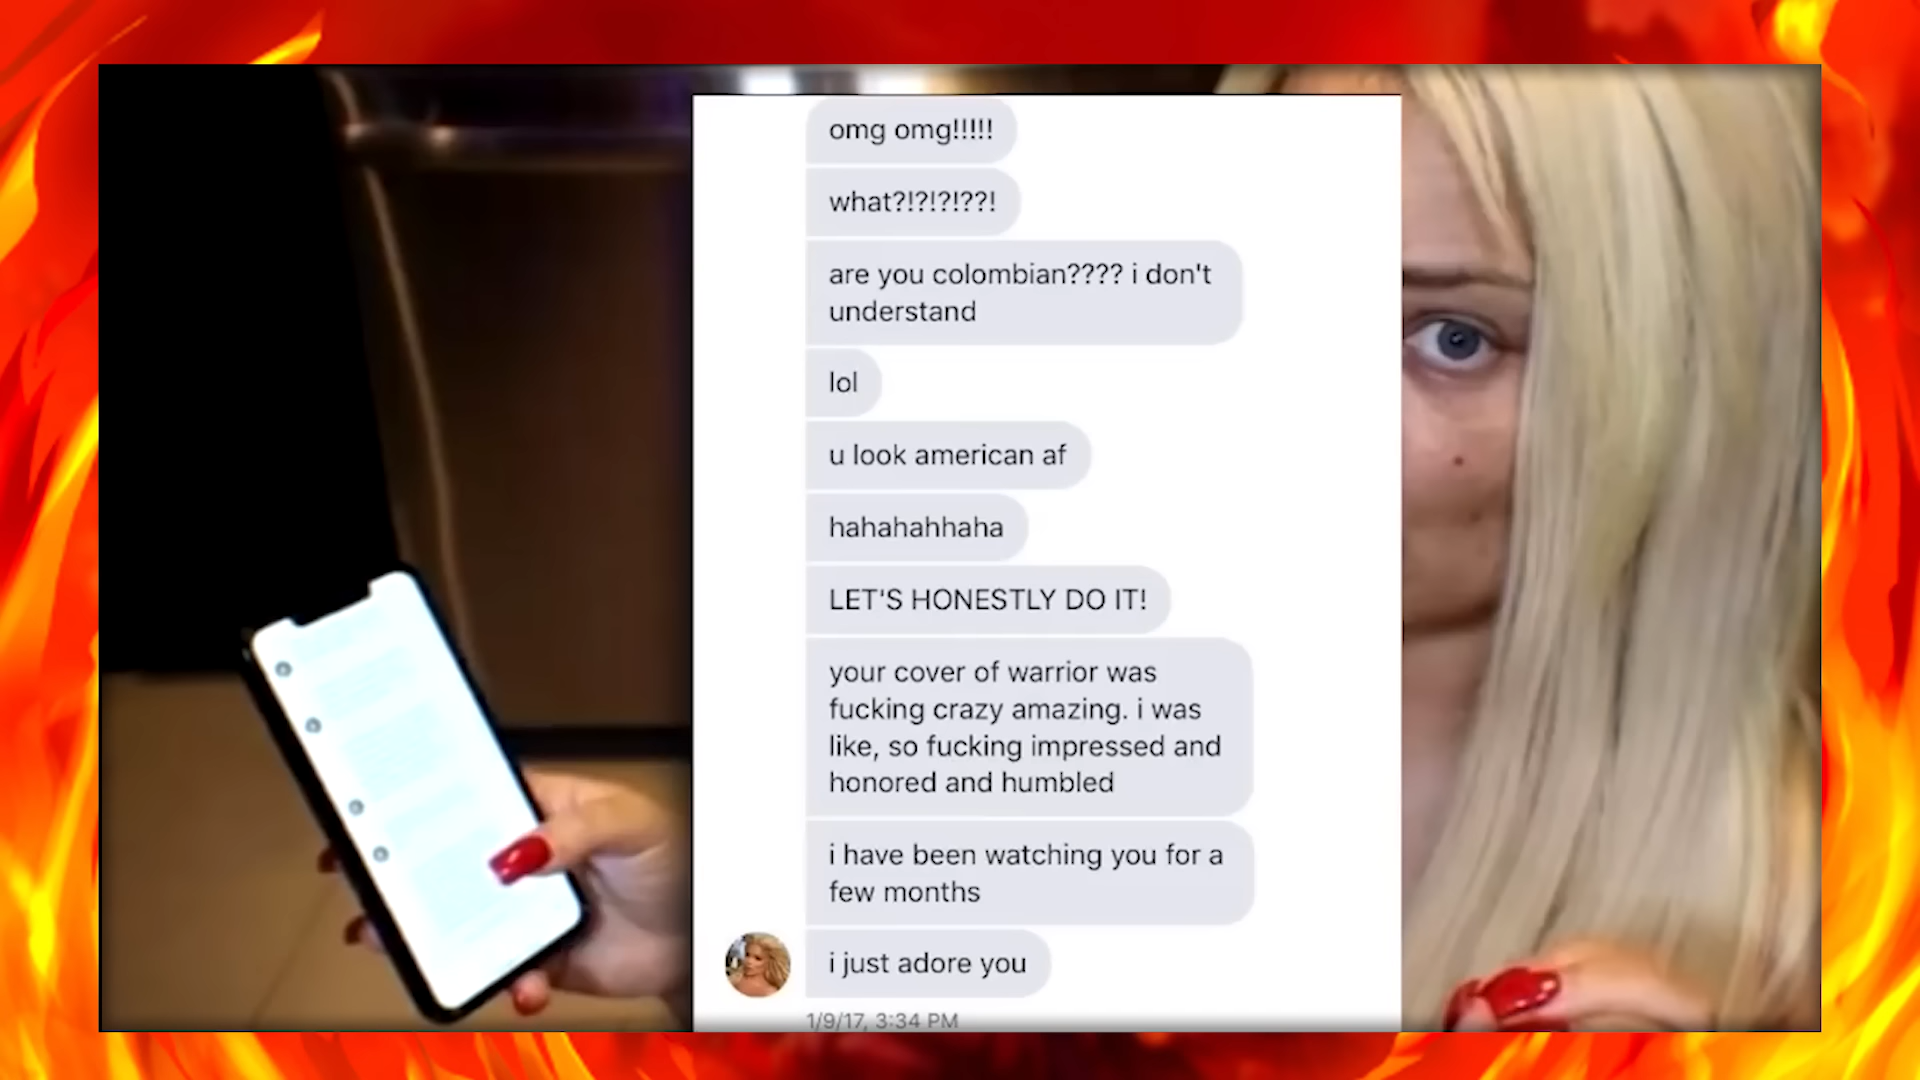 omg omg!!!!!
what?!?!?!??!
are you colombian???? i don't
understand
lol
u look american af
hahahahhaha
LET'S HONESTLY DO IT!
your cover of warrior was
fucking crazy amazing. i was
like, so fucking impressed and
honored and humbled
i have been watching you for a
few months
i just adore you
1/9/17, 3:34 PM